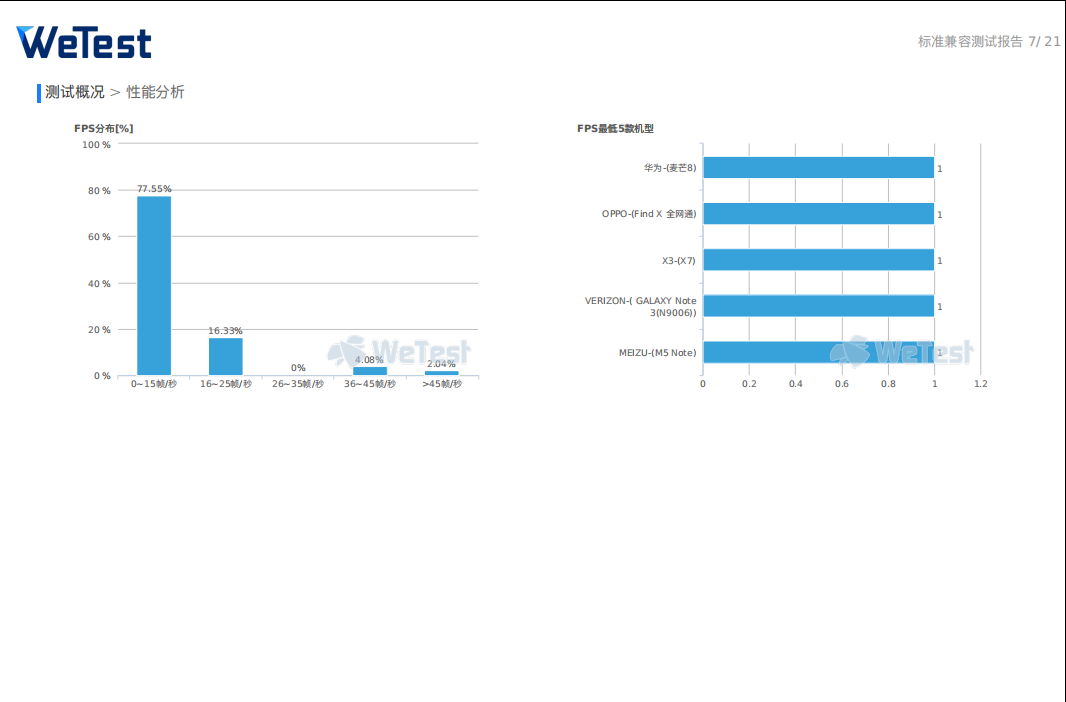 WeTest
标准兼容测试报告 7/ 21
测试概况 > 性能分析
FPS分布[%]
100 %
80 %
60 %
40 %
20 %
0 %
77.55%
16.33%
0%
4.08%
2.04%
0~15帧/秒
16~25帧/秒
26~35帧/秒
36~45帧/秒
>45帧/秒
WeTest
FPS最低5款机型
华为-(麦芒8)
1
OPPO-(Find X 全网通)
1
X3-(X7)
1
VERIZON-( GALAXY Note
3(N9006))
1
MEIZU-(M5 Note)
1
WeTest
0
0.2
0.4
0.6
0.8
1
1.2